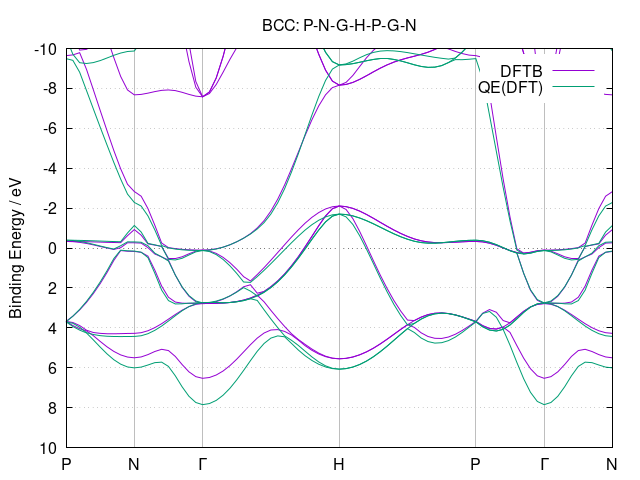 BCC: P-N-G-H-P-G-N
-10
-8
-6
-4
-2
0
2
4
6
8
10
Binding Energy / eV
DFTB
QE(DFT)
P N Γ H P Γ N